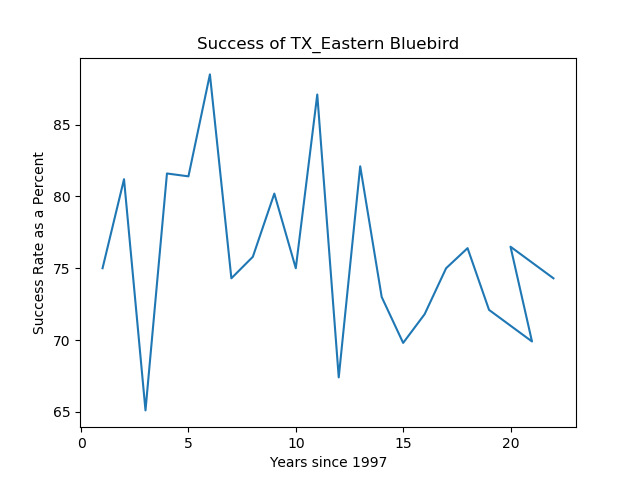 Success of TX_Eastern Bluebird
Success Rate as a Percent
85
80
75
70
65
0 5 10 15 20
Years since 1997